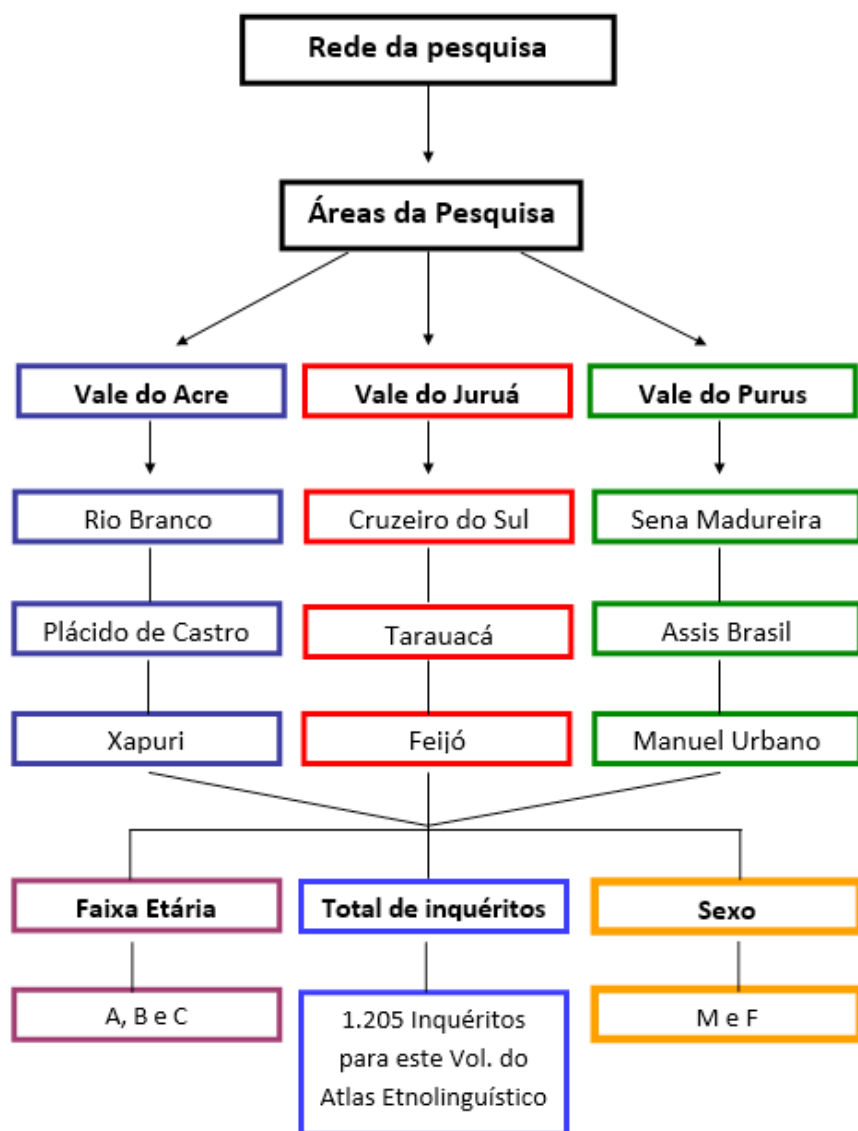 Rede da pesquisa
Áreas da Pesquisa
Vale do Acre
Vale do Juruá
Vale do Purus
Rio Branco
Cruzeiro do Sul
Sena Madureira
Plácido de Castro
Tarauacá
Assis Brasil
Xapuri
Feijó
Manuel Urbano
Faixa Etária
Total de inquéritos
Sexo
A, B e C
1.205 Inquéritos
para este Vol. do
Atlas Etnolinguístico
M e F